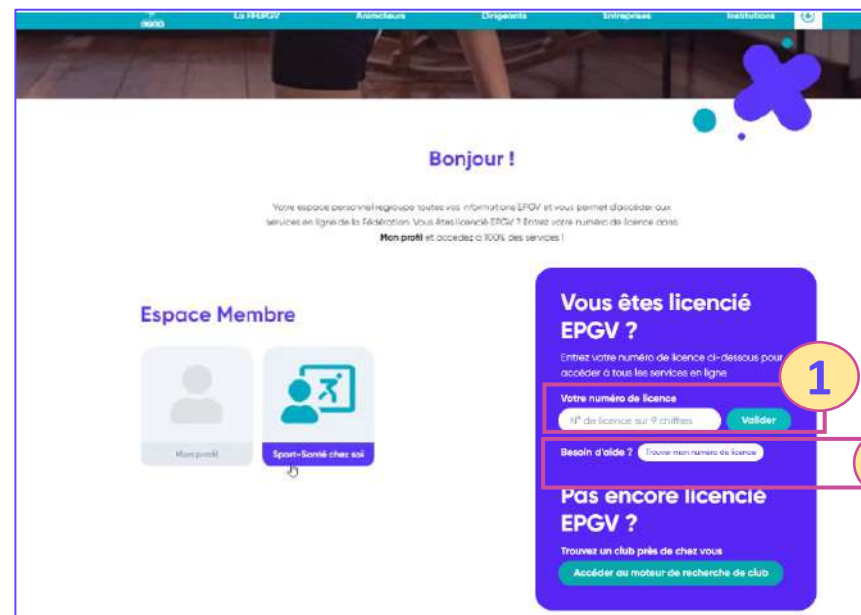 La FFEPGV Animateurs Dirigeants Entreprises Institutions
Bonjour !
Votre espace personnel regroupe toutes vos informations EPGV et vous permet d'accéder aux
services en ligne de la Fédération. Vous êtes licencié EPGV ? Entrez votre numéro de licence dans
Mon profil et accédez à 100% des services !
Espace Membre
Mon profil
Sport-Santé chez soi
Vous êtes licencié
EPGV ?
Entrez votre numéro de licence ci-dessous pour
accéder à tous les services en ligne
1
Votre numéro de licence
N° de licence sur 9 chiffres
Valider
Besoin d'aide ? Trouver mon numéro de licence
Pas encore licencié
EPGV ?
Trouvez un club près de chez vous
Accéder au moteur de recherche de club